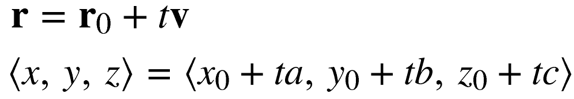 r = r₀ + tv
⟨x, y, z⟩ = ⟨x₀ + ta, y₀ + tb, z₀ + tc⟩